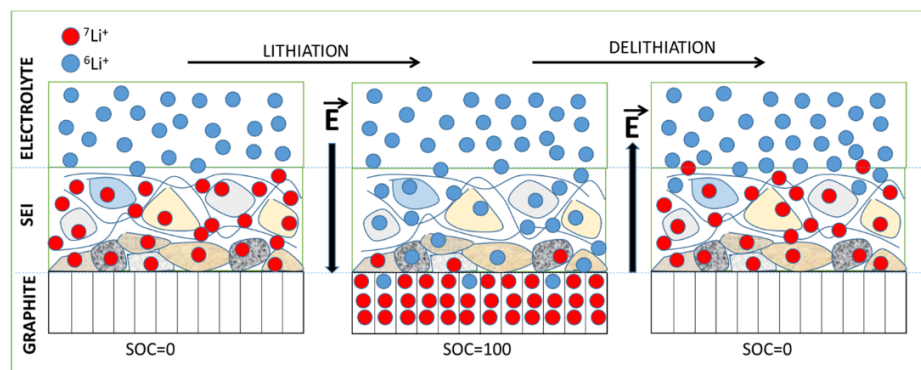 ⁷Li⁺
⁶Li⁺
LITHIATION
DELITHIATION
ELECTROLYTE
SEI
GRAPHITE
E
E
SOC=0
SOC=100
SOC=0